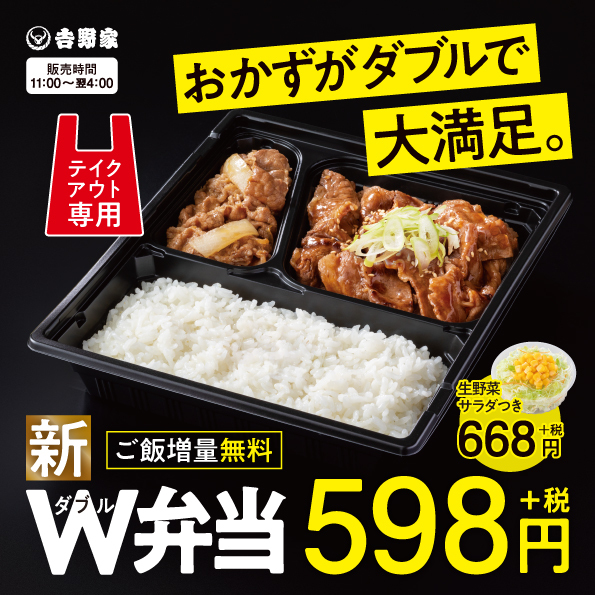 吉野家
販売時間
11:00〜翌4:00
おかずがダブルで
大満足。
テイク
アウト
専用
生野菜
サラダつき
668円+税
新
ご飯増量無料
ダブル
W弁当 598円+税